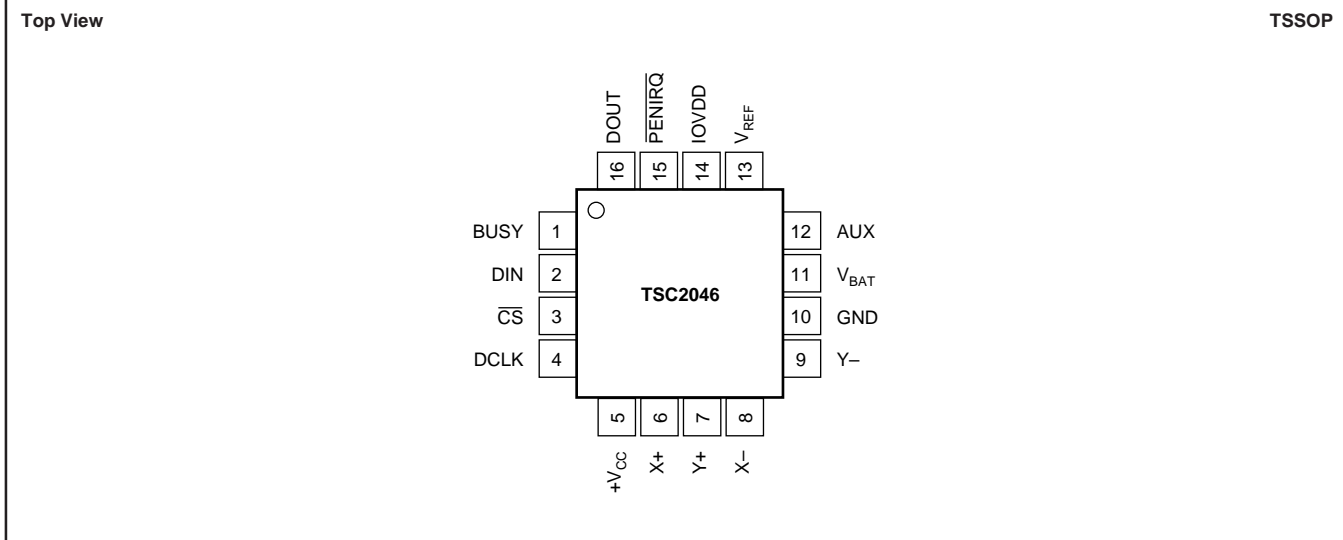 Top View
TSSOP
DOUT
PENIRQ
IOVDD
VREF
16
15
14
13
BUSY 1
12 AUX
DIN 2
11 VBAT
TSC2046
CS 3
10 GND
DCLK 4
9 Y–
5
6
7
8
+VCC
X+
Y+
X–